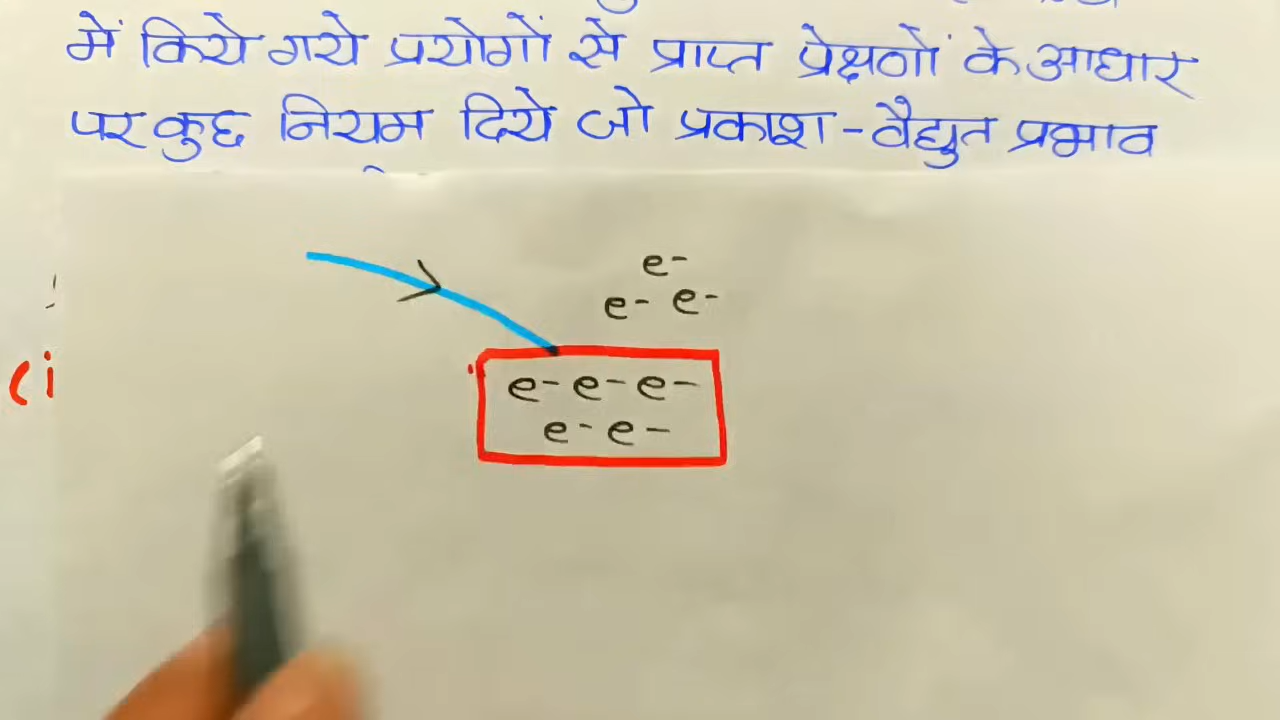 में किये गये प्रयोगों से प्राप्त प्रेक्षणों के आधार
पर कुछ नियम दिये जो प्रकाश-वैद्युत प्रभाव
e-
e- e-
e- e- e-
e- e-
(i